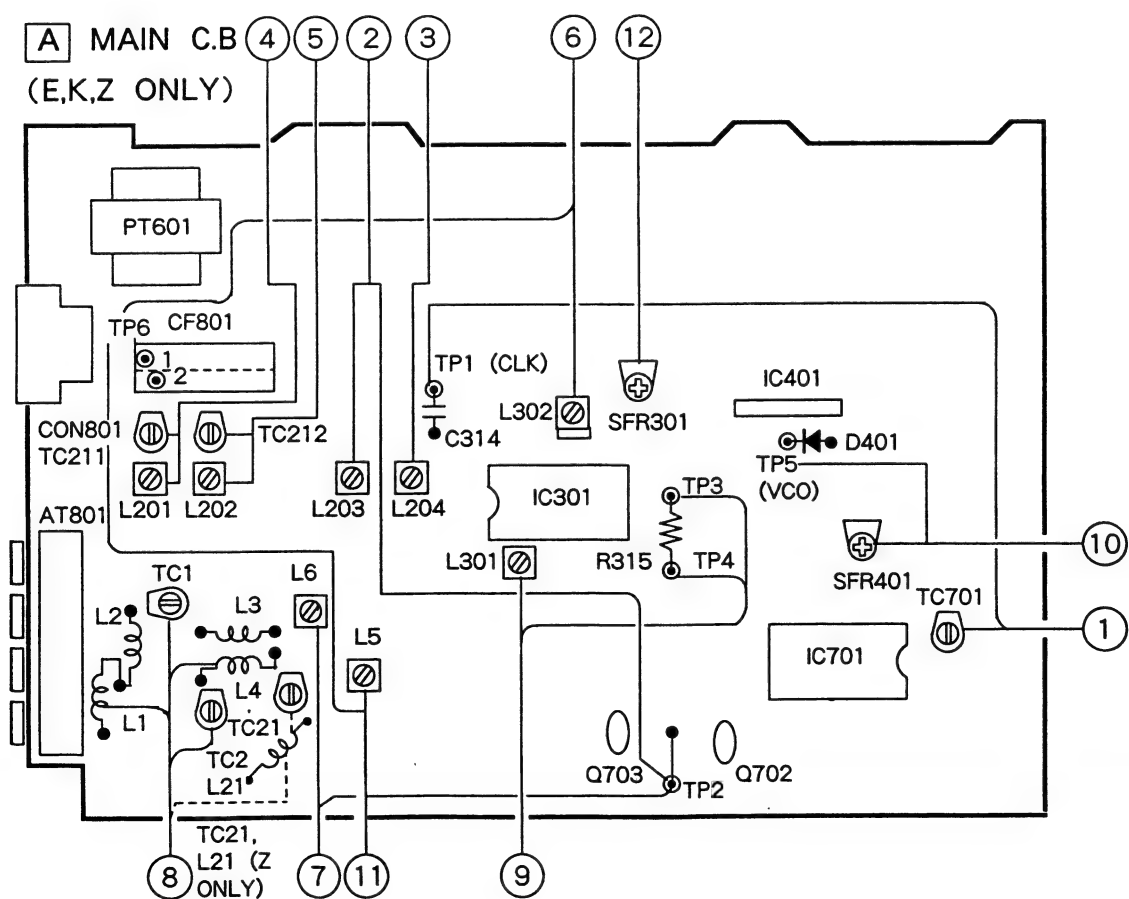 A MAIN C.B 4 5 2 3 6 12
(E,K,Z ONLY)
PT601
TP6 CF801
1
2
TP1 (CLK)
IC401
L302
SFR301
CON801
TC211
TC212
C314
D401
TP5
(VCO)
L201 L202 L203 L204
IC301
TP3
AT801
R315 TP4
L301
SFR401
10
TC1 L6
TC701
L2 L3
1
L5
IC701
L4
L1
TC21
TC2
L21
Q703 Q702
TP2
TC21,
L21 (Z
ONLY)
8 7 11 9